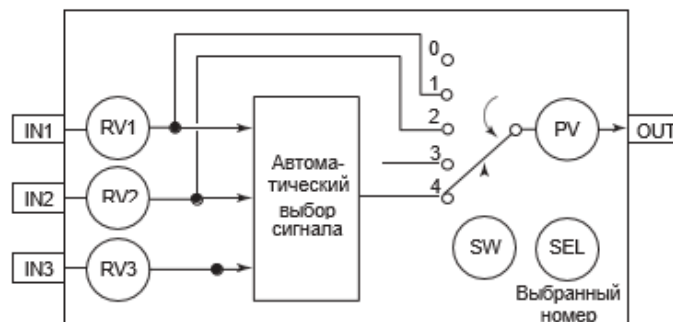 0
1
2
3
4
IN1
RV1
PV
OUT
Автома-
тический
выбор
сигнала
IN2
RV2
IN3
RV3
SW
SEL
Выбранный
номер